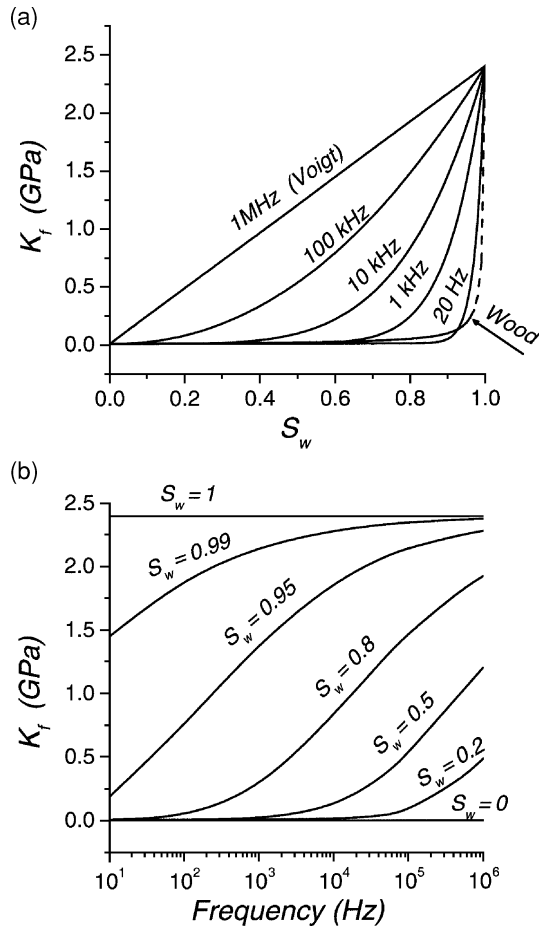 (a)
2.5
2.0
1.5
1.0
0.5
0.0
K_f (GPa)
1MHz (Voigt)
100 kHz
10 kHz
1 kHz
20 Hz
Wood
0.0 0.2 0.4 0.6 0.8 1.0
S_w
(b)
2.5
2.0
1.5
1.0
0.5
0.0
K_f (GPa)
S_w = 1
S_w = 0.99
S_w = 0.95
S_w = 0.8
S_w = 0.5
S_w = 0.2
S_w = 0
10^1 10^2 10^3 10^4 10^5 10^6
Frequency (Hz)